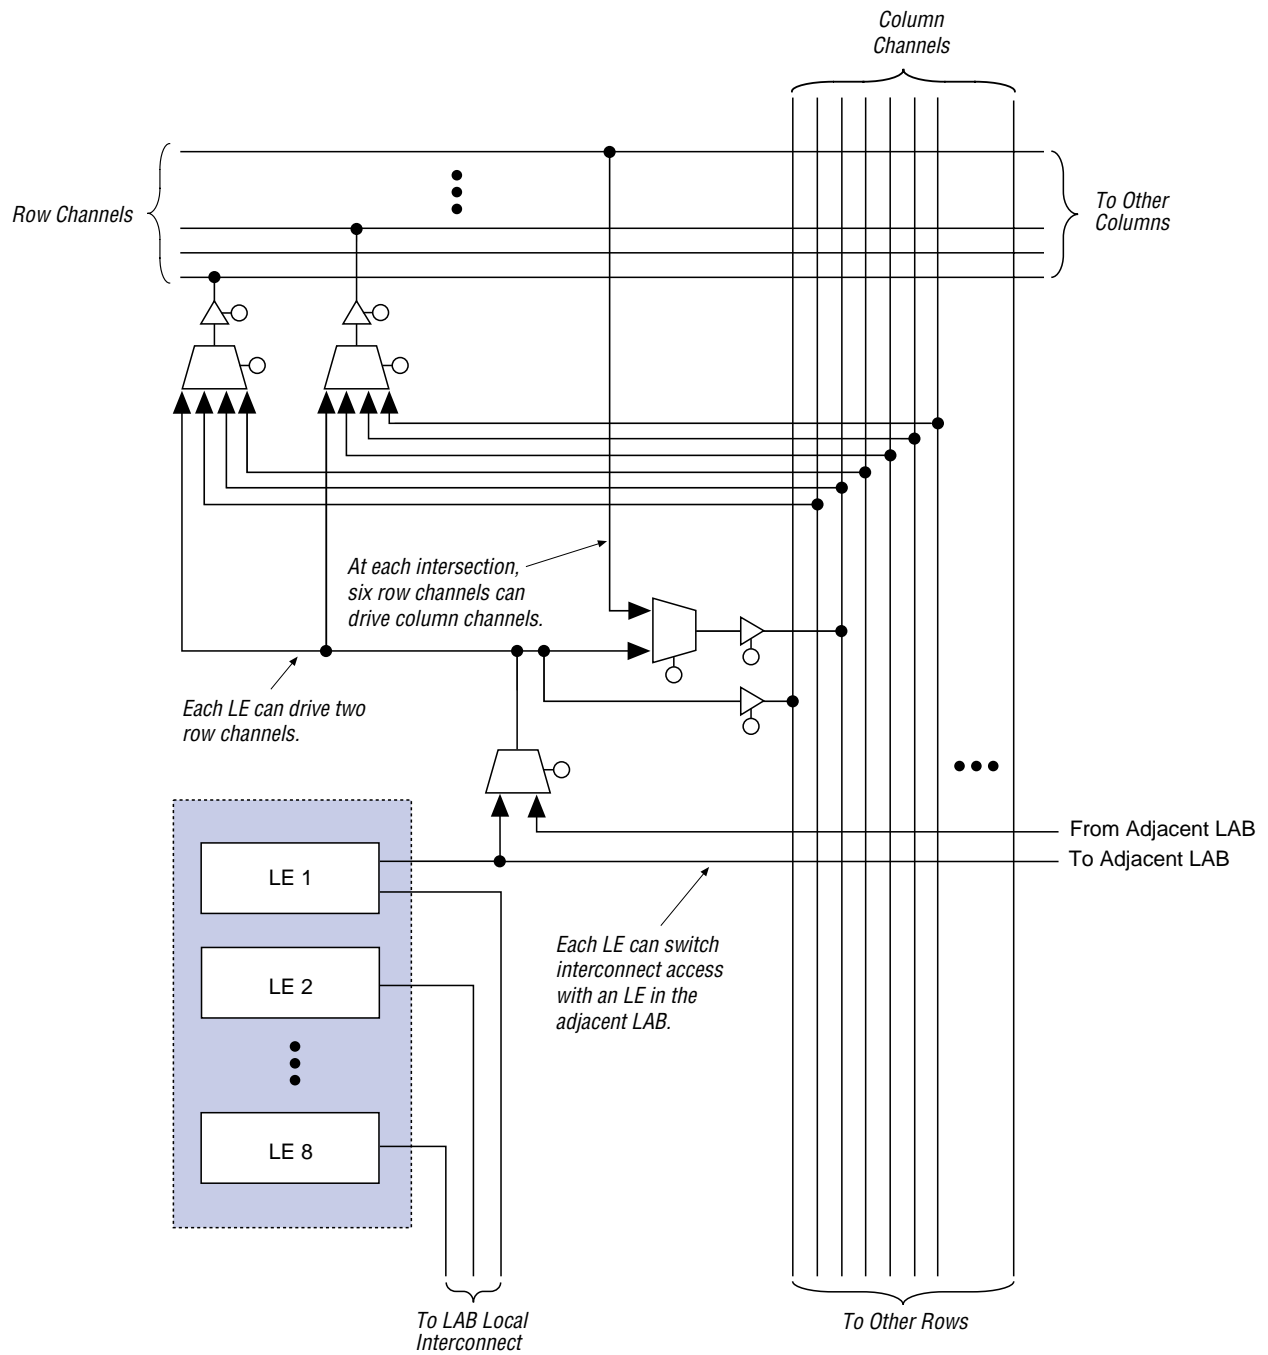 Column
Channels
Row Channels
To Other
Columns
At each intersection,
six row channels can
drive column channels.
Each LE can drive two
row channels.
From Adjacent LAB
To Adjacent LAB
LE 1
Each LE can switch
interconnect access
with an LE in the
adjacent LAB.
LE 2
LE 8
To LAB Local
Interconnect
To Other Rows